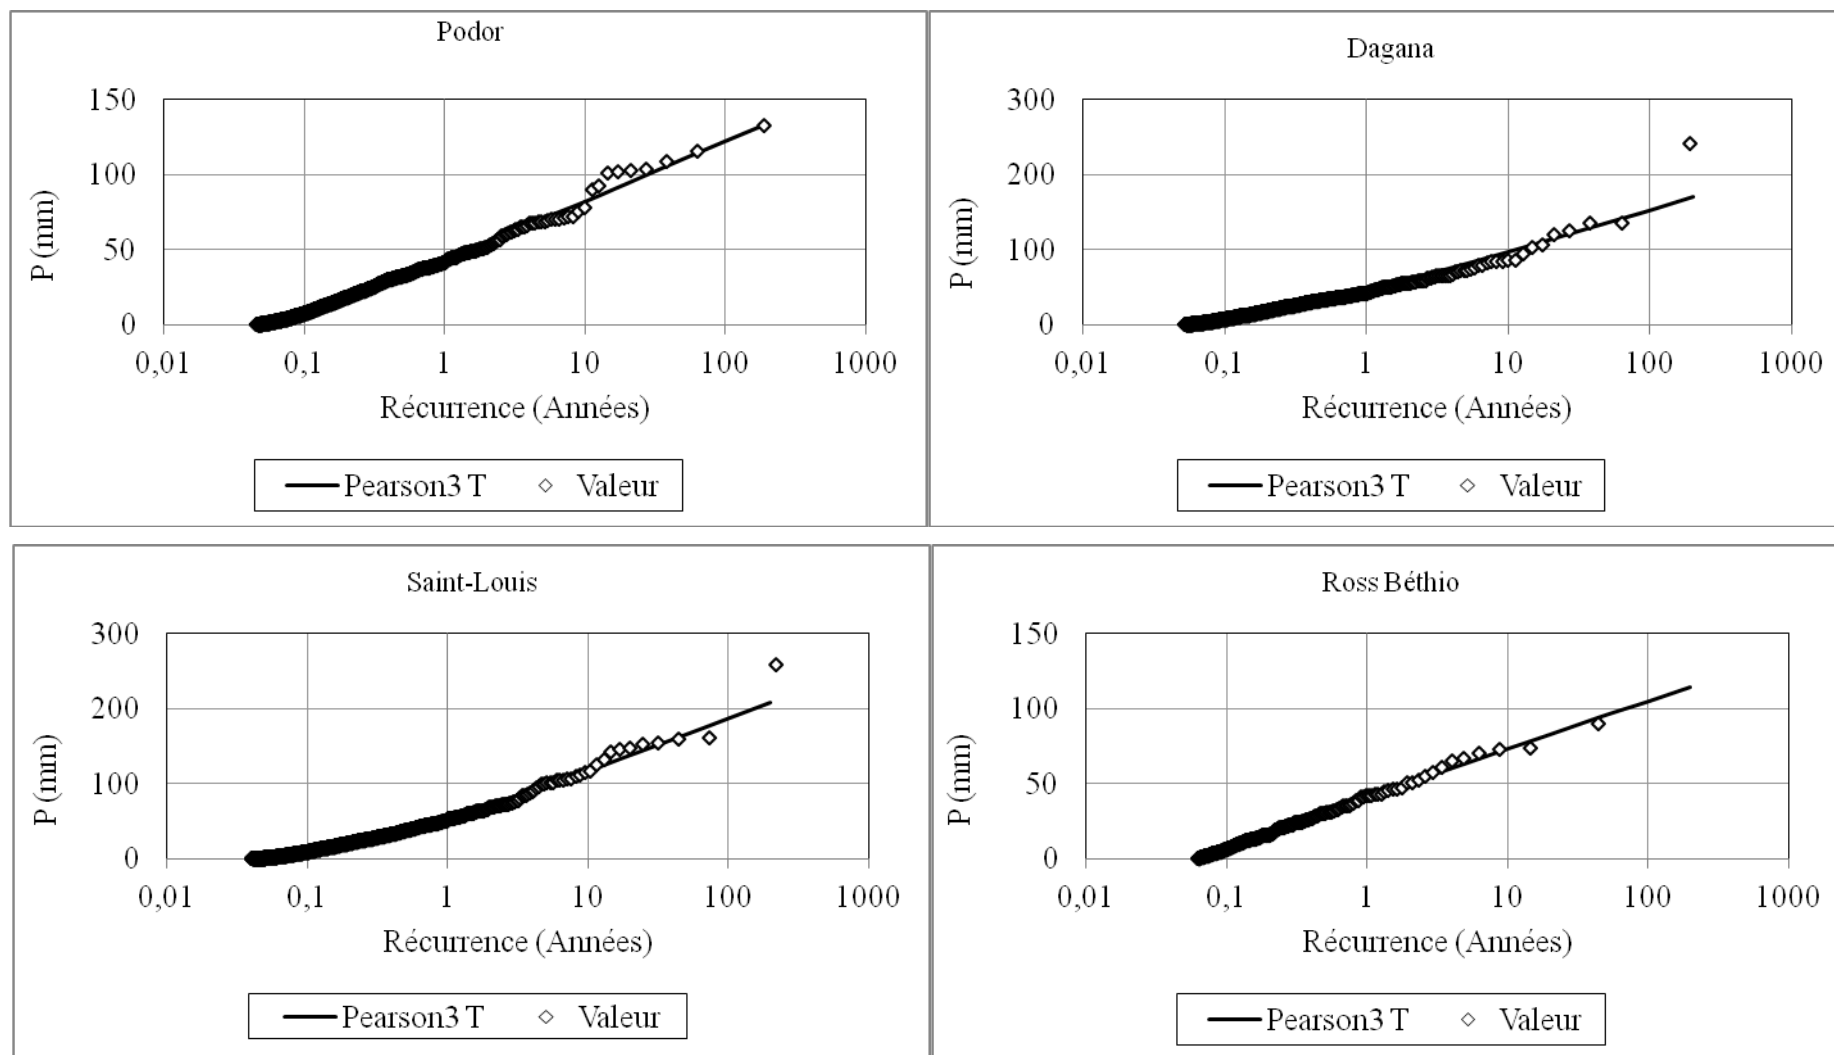 Podor
150
100
50
0
P (mm)
0,01 0,1 1 10 100 1000
Récurrence (Années)
Pearson3 T Valeur
Dagana
300
200
100
0
P (mm)
0,01 0,1 1 10 100 1000
Récurrence (Années)
Pearson3 T Valeur
Saint-Louis
300
200
100
0
P (mm)
0,01 0,1 1 10 100 1000
Récurrence (Années)
Pearson3 T Valeur
Ross Béthio
150
100
50
0
P (mm)
0,01 0,1 1 10 100 1000
Récurrence (Années)
Pearson3 T Valeur